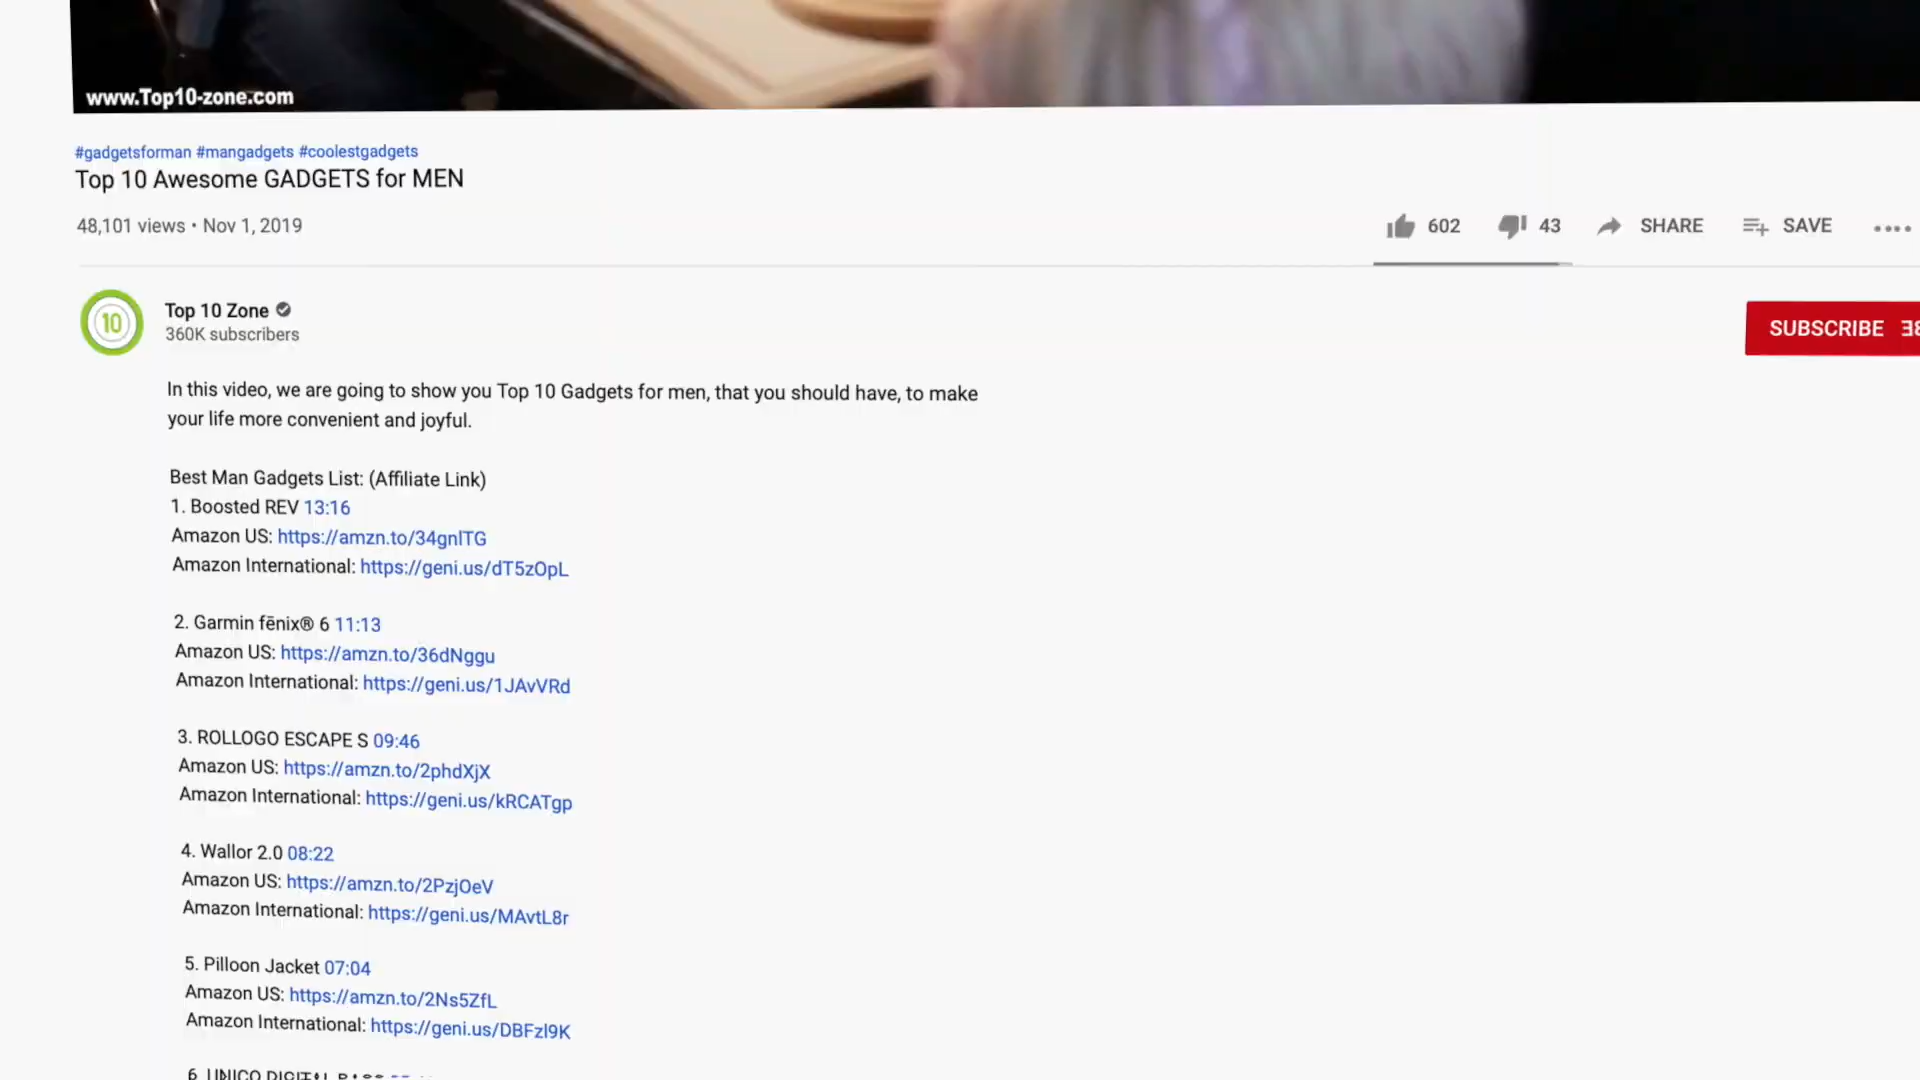 www.Top10-zone.com
#gadgetsforman #mangadgets #coolestgadgets
Top 10 Awesome GADGETS for MEN
48,101 views • Nov 1, 2019
602 43 SHARE SAVE
10
Top 10 Zone
360K subscribers
SUBSCRIBE
In this video, we are going to show you Top 10 Gadgets for men, that you should have, to make
your life more convenient and joyful.
Best Man Gadgets List: (Affiliate Link)
1. Boosted REV 13:16
Amazon US: https://amzn.to/34gnlTG
Amazon International: https://geni.us/dT5zOpL
2. Garmin fēnix® 6 11:13
Amazon US: https://amzn.to/36dNggu
Amazon International: https://geni.us/1JAvVRd
3. ROLLOGO ESCAPE S 09:46
Amazon US: https://amzn.to/2phdXjX
Amazon International: https://geni.us/kRCATgp
4. Wallor 2.0 08:22
Amazon US: https://amzn.to/2PzjOeV
Amazon International: https://geni.us/MAvtL8r
5. Pilloon Jacket 07:04
Amazon US: https://amzn.to/2Ns5ZfL
Amazon International: https://geni.us/DBFzl9K
6. UNICO